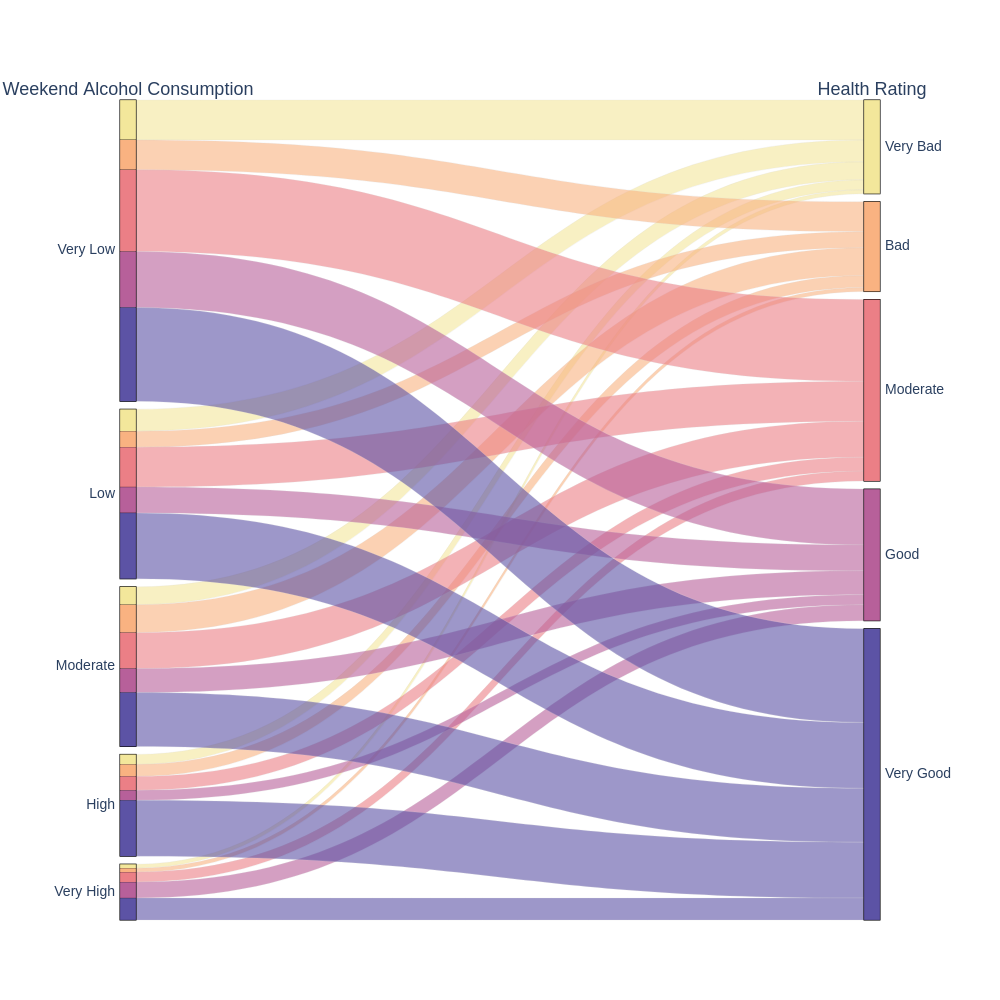 Weekend Alcohol Consumption
Health Rating
Very Low
Low
Moderate
High
Very High
Very Bad
Bad
Moderate
Good
Very Good